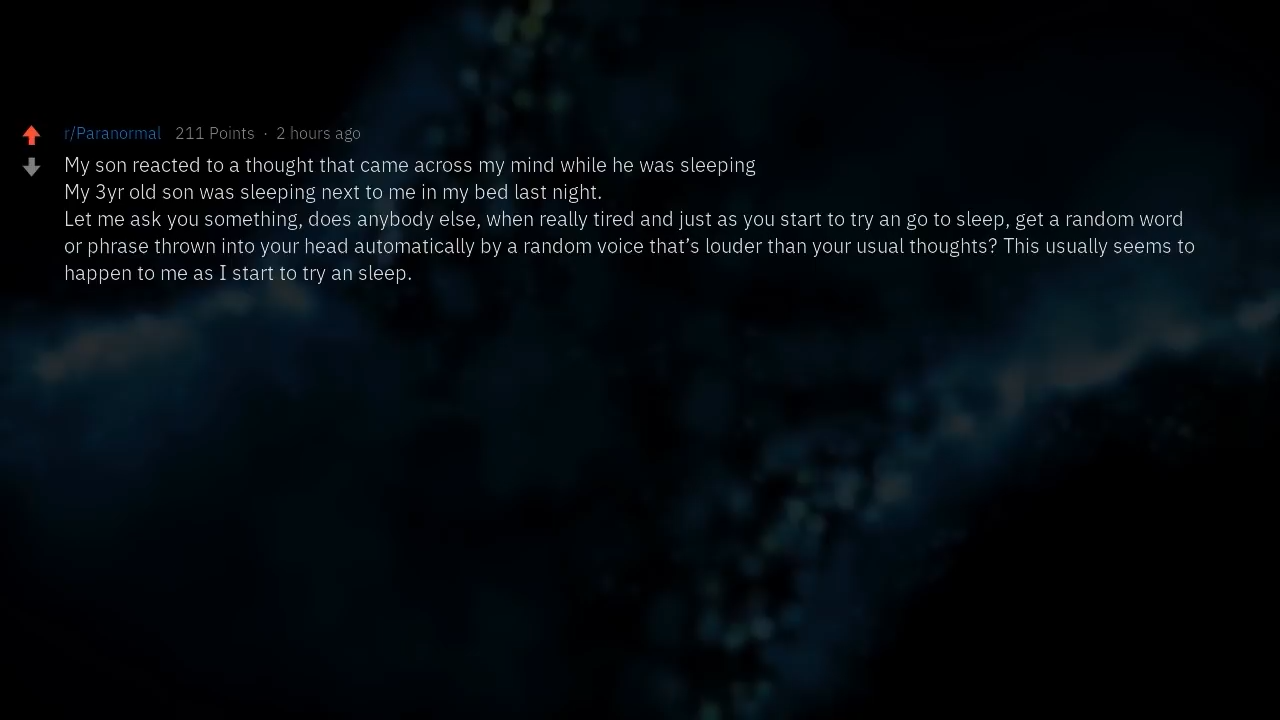 r/Paranormal 211 Points · 2 hours ago
My son reacted to a thought that came across my mind while he was sleeping
My 3yr old son was sleeping next to me in my bed last night.
Let me ask you something, does anybody else, when really tired and just as you start to try an go to sleep, get a random word
or phrase thrown into your head automatically by a random voice that’s louder than your usual thoughts? This usually seems to
happen to me as I start to try an sleep.